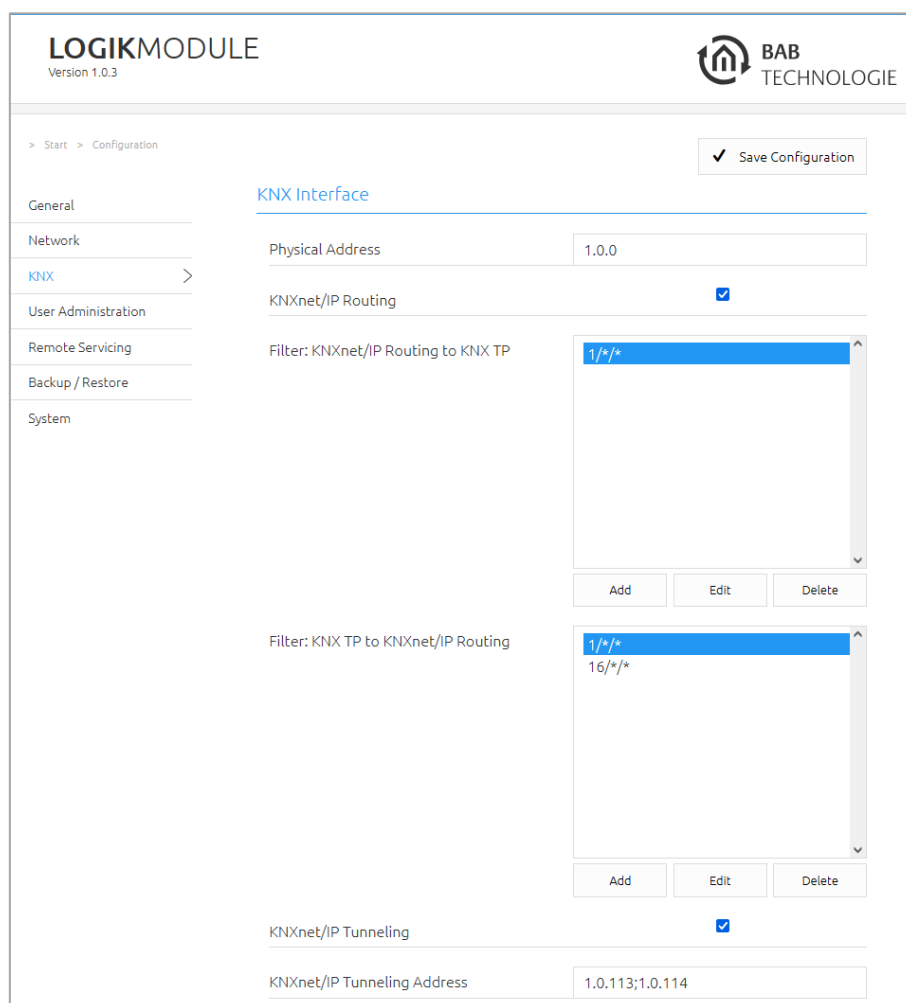 LOGIKMODULE
Version 1.0.3
BAB
TECHNOLOGIE
> Start > Configuration
✔ Save Configuration
General
Network
KNX
User Administration
Remote Servicing
Backup / Restore
System
KNX Interface
Physical Address
1.0.0
KNXnet/IP Routing
Filter: KNXnet/IP Routing to KNX TP
1/*/*
Add Edit Delete
Filter: KNX TP to KNXnet/IP Routing
1/*/*
16/*/*
Add Edit Delete
KNXnet/IP Tunneling
KNXnet/IP Tunneling Address
1.0.113;1.0.114